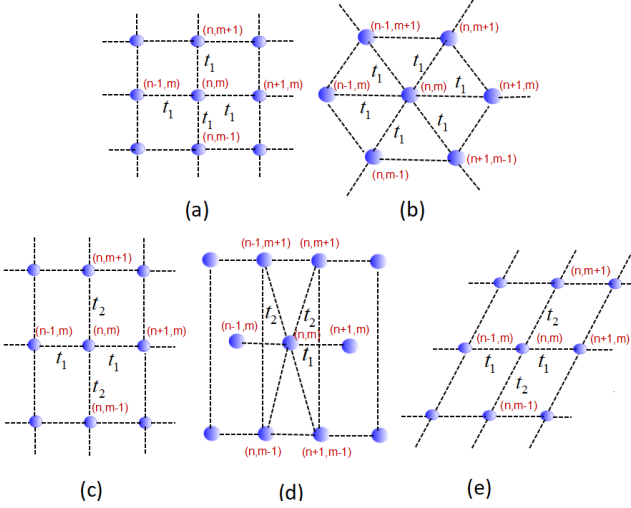 (n,m+1)
t₁
(n-1,m) (n,m) (n+1,m)
t₁ t₁ t₁
(n,m-1)
(a)
(n-1,m+1) (n,m+1)
t₁ t₁
(n-1,m) (n,m) (n+1,m)
t₁ t₁
t₁ t₁
(n,m-1) (n+1,m-1)
(b)
(n,m+1)
t₂
(n-1,m) (n,m) (n+1,m)
t₁ t₁
t₂
(n,m-1)
(c)
(n-1,m+1) (n,m+1)
t₂ t₂
(n-1,m) (n,m) (n+1,m)
t₁
(n,m-1) (n+1,m-1)
(d)
(n,m+1)
t₂
(n-1,m) (n,m) (n+1,m)
t₁ t₁
t₂
(n,m-1)
(e)